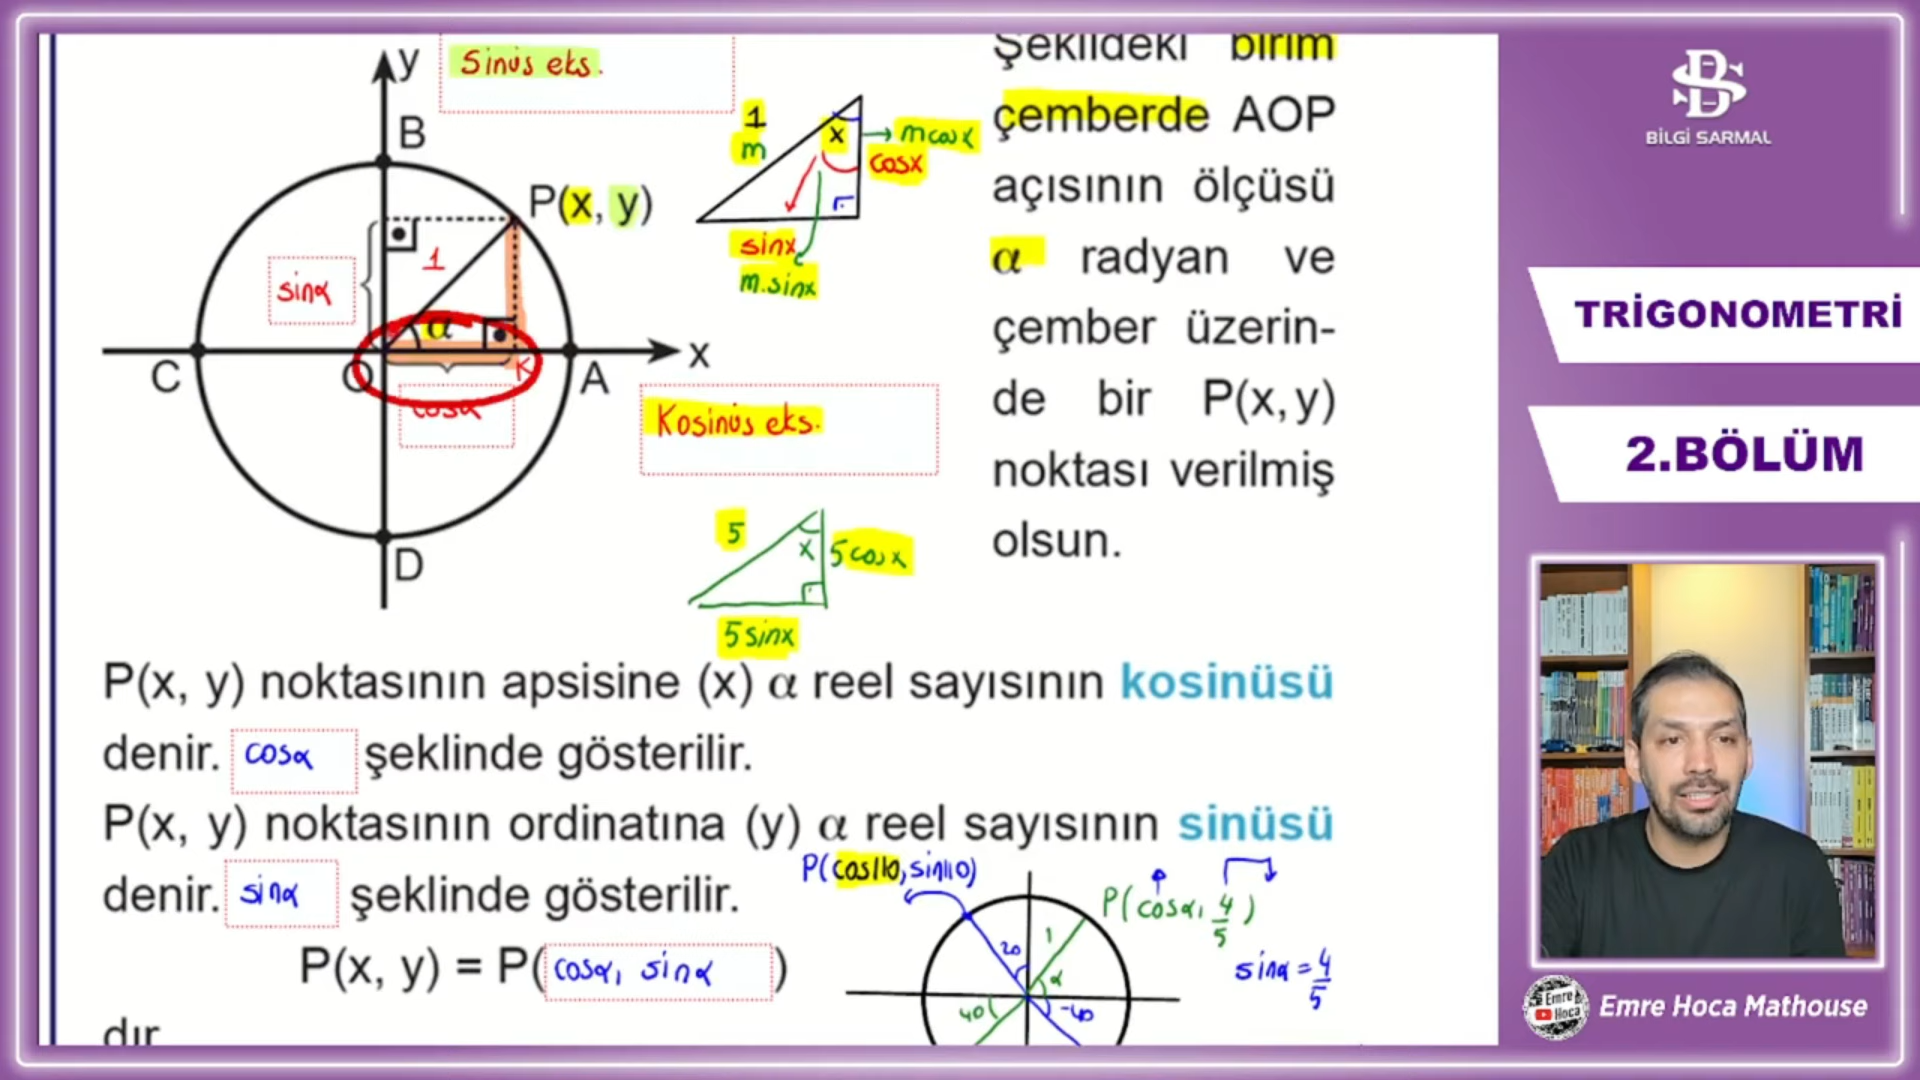 y
Sinüs eks.
B
P(x, y)
1
sinα
α
C
O
K
A
x
cosα
Kosinüs eks.
D
1
m
x
mcosx
cosx
sinx
m.sinx
5
x
5cosx
5sinx
Şekildeki birim
çemberde AOP
açısının ölçüsü
α radyan ve
çember üzerin-
de bir P(x,y)
noktası verilmiş
olsun.
P(x, y) noktasının apsisine (x) α reel sayısının kosinüsü
denir. cosα şeklinde gösterilir.
P(x, y) noktasının ordinatına (y) α reel sayısının sinüsü
denir. sinα şeklinde gösterilir.
P(x, y) = P( cosα, sinα )
dır
P(cos110, sin110)
P(cosα, 4/5)
20
1
α
40
-40
sinα = 4/5
BİLGİ SARMAL
TRİGONOMETRİ
2.BÖLÜM
Emre
Hoca
Emre Hoca Mathouse